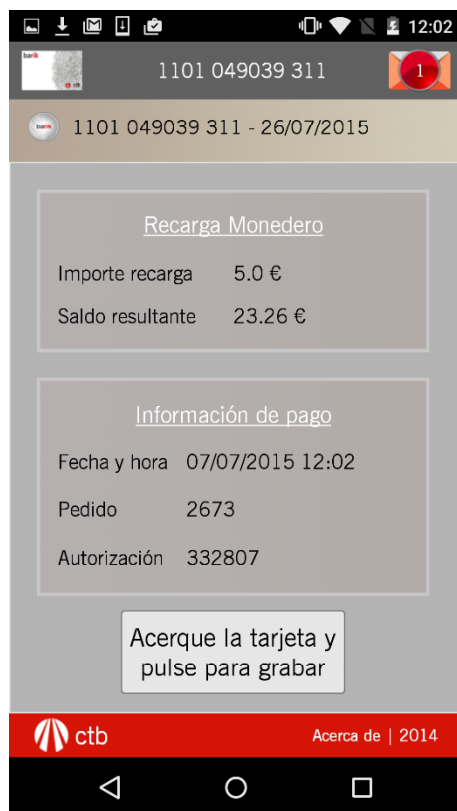 12:02
barik
1101 049039 311
1
barik
1101 049039 311 - 26/07/2015
Recarga Monedero
Importe recarga 5.0 €
Saldo resultante 23.26 €
Información de pago
Fecha y hora 07/07/2015 12:02
Pedido 2673
Autorización 332807
Acerque la tarjeta y
pulse para grabar
ctb
Acerca de | 2014